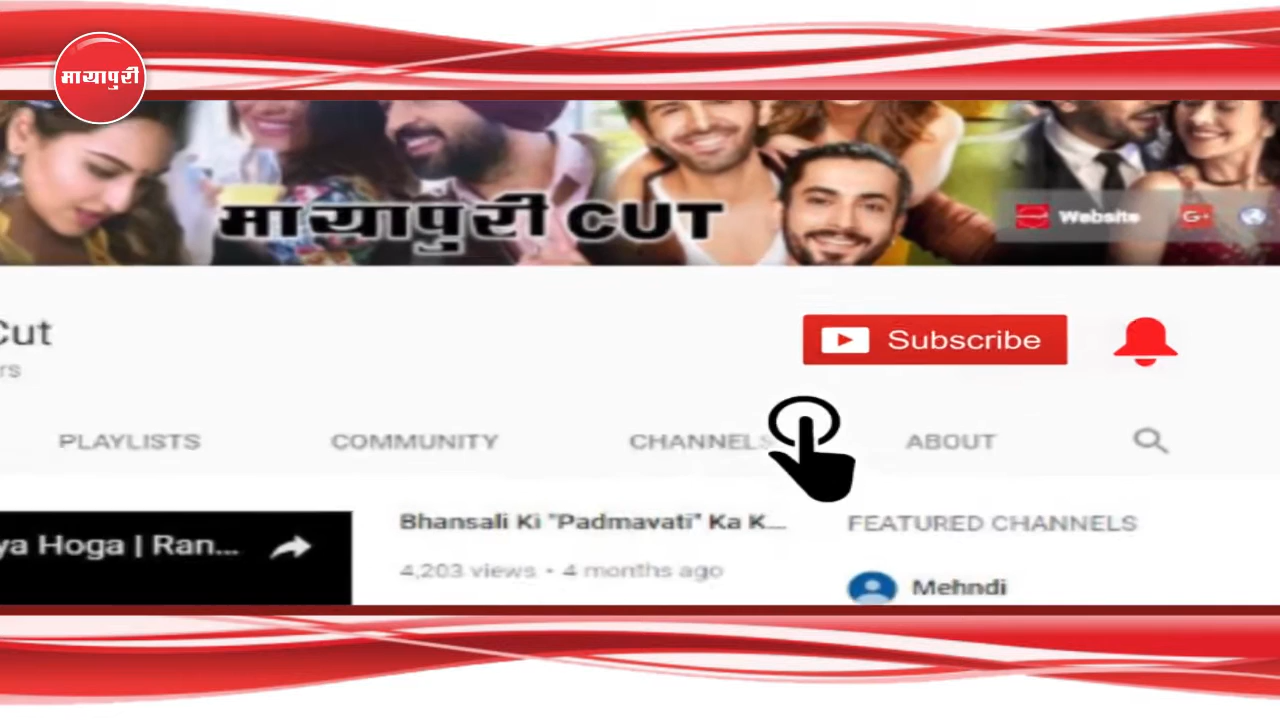 मायापुरी
मायापुरी CUT
Website
G+
Cut
rs
Subscribe
PLAYLISTS COMMUNITY CHANNELS ABOUT
ya Hoga | Ran...
Bhansali Ki "Padmavati" Ka K...
4,203 views • 4 months ago
FEATURED CHANNELS
Mehndi